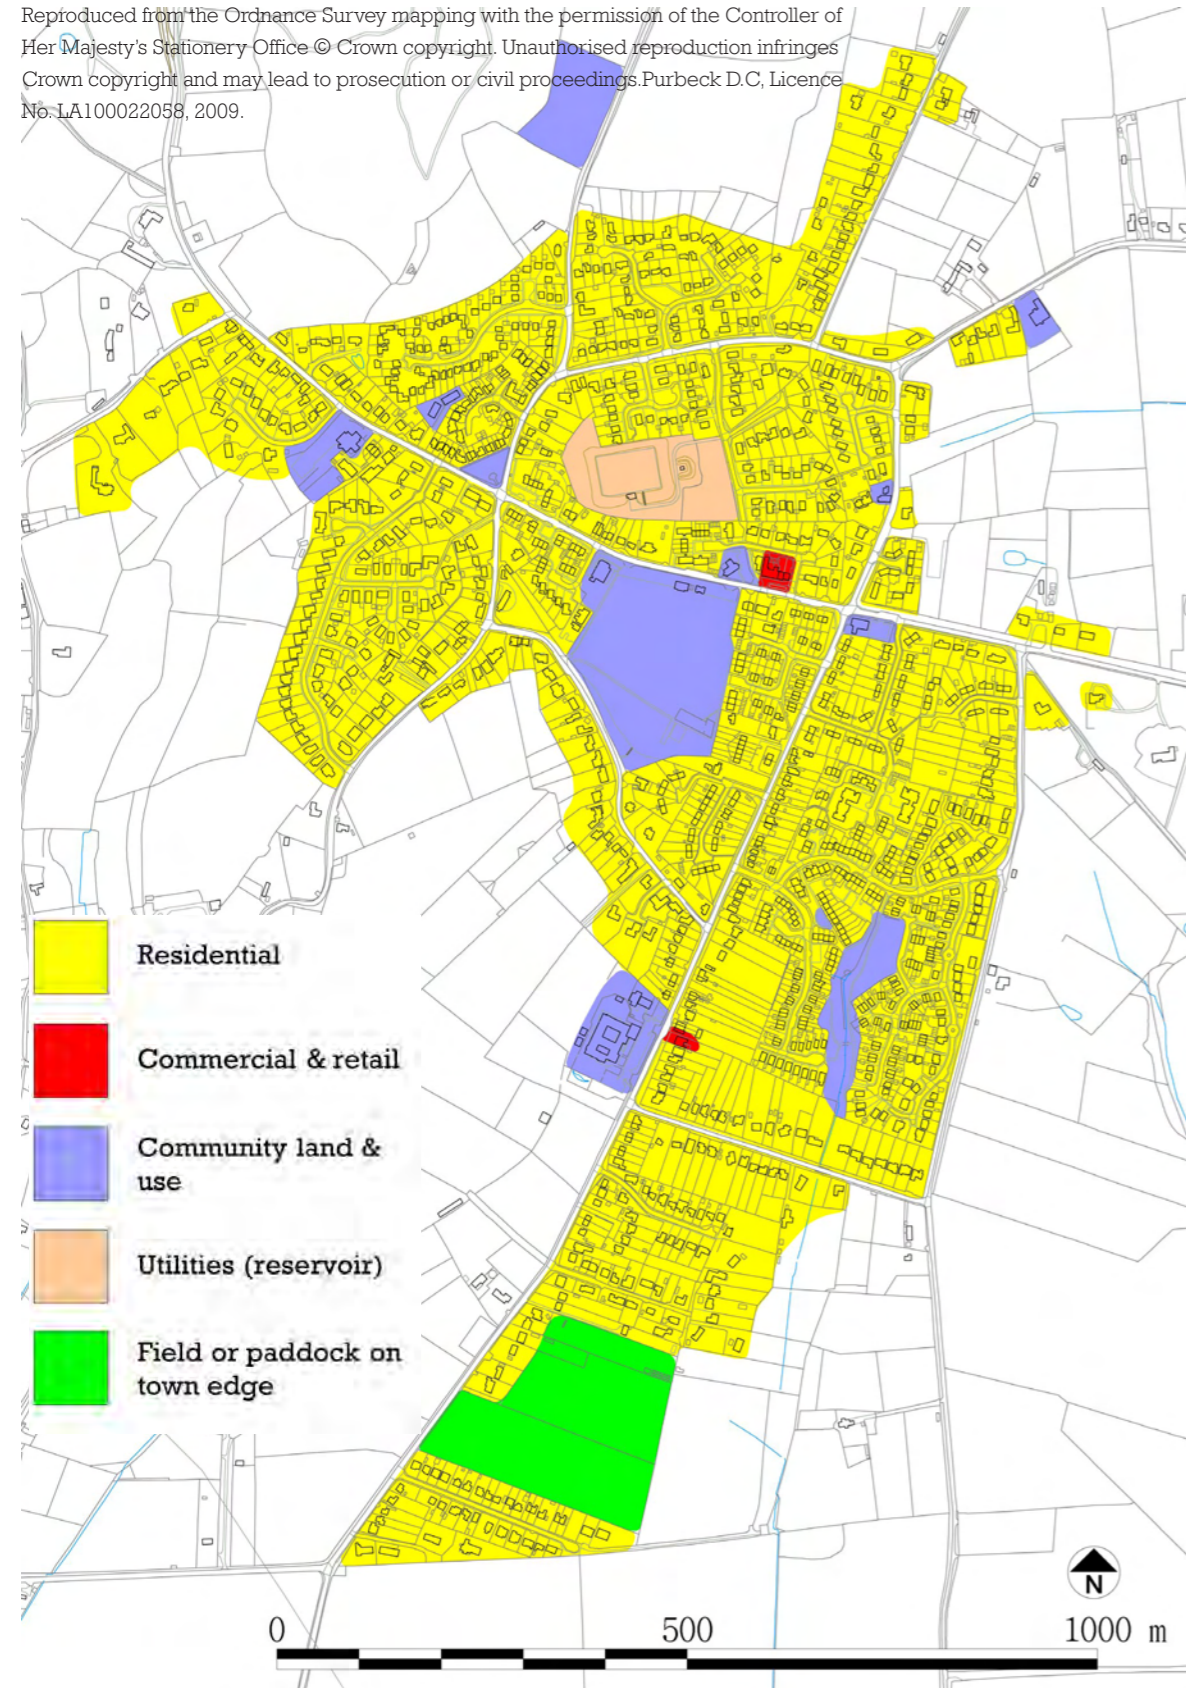 Reproduced from the Ordnance Survey mapping with the permission of the Controller of
Her Majesty's Stationery Office © Crown copyright. Unauthorised reproduction infringes
Crown copyright and may lead to prosecution or civil proceedings.Purbeck D.C, Licence
No. LA100022058, 2009.
Residential
Commercial & retail
Community land &
use
Utilities (reservoir)
Field or paddock on
town edge
N
0 500 1000 m